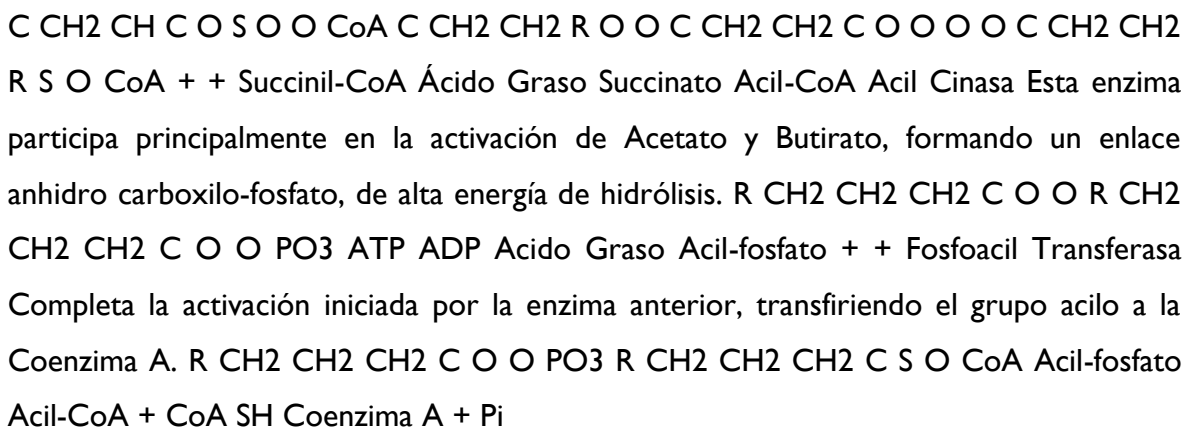 C CH2 CH C O S O O CoA C CH2 CH2 R O O C CH2 CH2 C O O O O C CH2 CH2
R S O CoA + + Succinil-CoA Ácido Graso Succinato Acil-CoA Acil Cinasa Esta enzima
participa principalmente en la activación de Acetato y Butirato, formando un enlace
anhidro carboxilo-fosfato, de alta energía de hidrólisis. R CH2 CH2 CH2 C O O R CH2
CH2 CH2 C O O PO3 ATP ADP Acido Graso Acil-fosfato + + Fosfoacil Transferasa
Completa la activación iniciada por la enzima anterior, transfiriendo el grupo acilo a la
Coenzima A. R CH2 CH2 CH2 C O O PO3 R CH2 CH2 CH2 C S O CoA Acil-fosfato
Acil-CoA + CoA SH Coenzima A + Pi